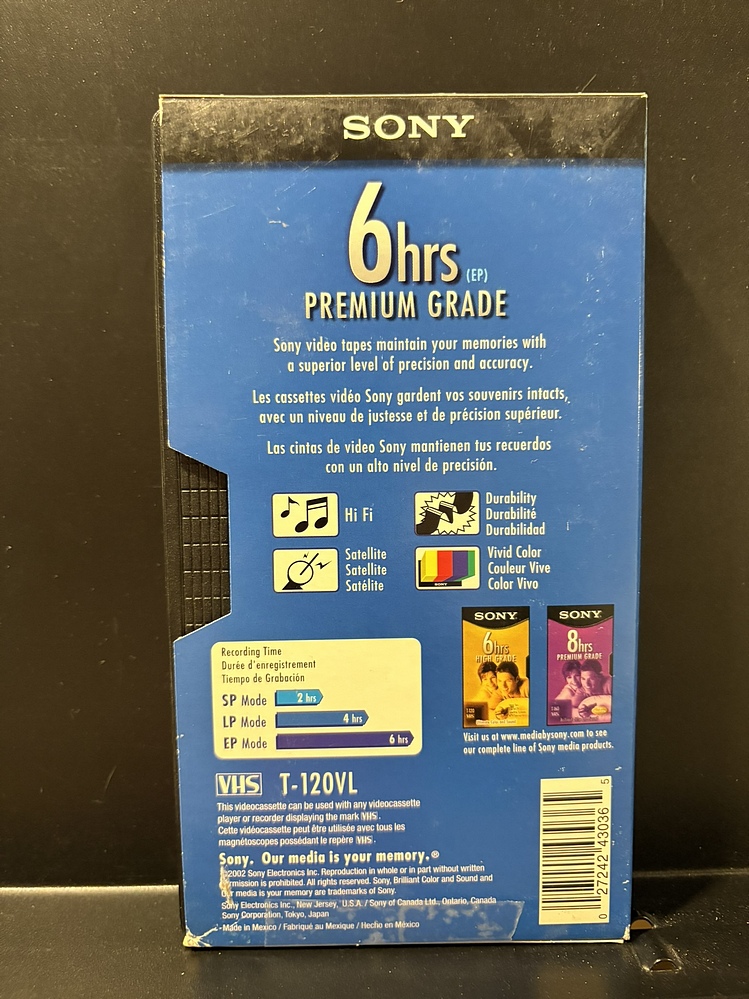 SONY
6hrs (EP)
PREMIUM GRADE
Sony video tapes maintain your memories with
a superior level of precision and accuracy.
Les cassettes vidéo Sony gardent vos souvenirs intacts,
avec un niveau de justesse et de précision supérieur.
Las cintas de video Sony mantienen tus recuerdos
con un alto nivel de precisión.
Hi Fi
Durability
Durabilité
Durabilidad
Satellite
Satellite
Satélite
SONY
Vivid Color
Couleur Vive
Color Vivo
SONY
6hrs
HIGH GRADE
SONY
8hrs
PREMIUM GRADE
Visit us at www.mediabysony.com to see
our complete line of Sony media products.
Recording Time
Durée d'enregistrement
Tiempo de Grabación
SP Mode 2 hrs
LP Mode 4 hrs
EP Mode 6 hrs
VHS T-120VL
This videocassette can be used with any videocassette
player or recorder displaying the mark VHS.
Cette vidéocassette peut être utilisée avec tous les
magnétoscopes possédant le repère VHS.
Sony. Our media is your memory.®
©2002 Sony Electronics Inc. Reproduction in whole or in part without written
permission is prohibited. All rights reserved. Sony, Brilliant Color and Sound and
Our media is your memory are trademarks of Sony.
Sony Electronics Inc., New Jersey, U.S.A. / Sony of Canada Ltd., Ontario, Canada
Sony Corporation, Tokyo, Japan
Made in Mexico / Fabriqué au Mexique / Hecho en México
0 27242 43036 5